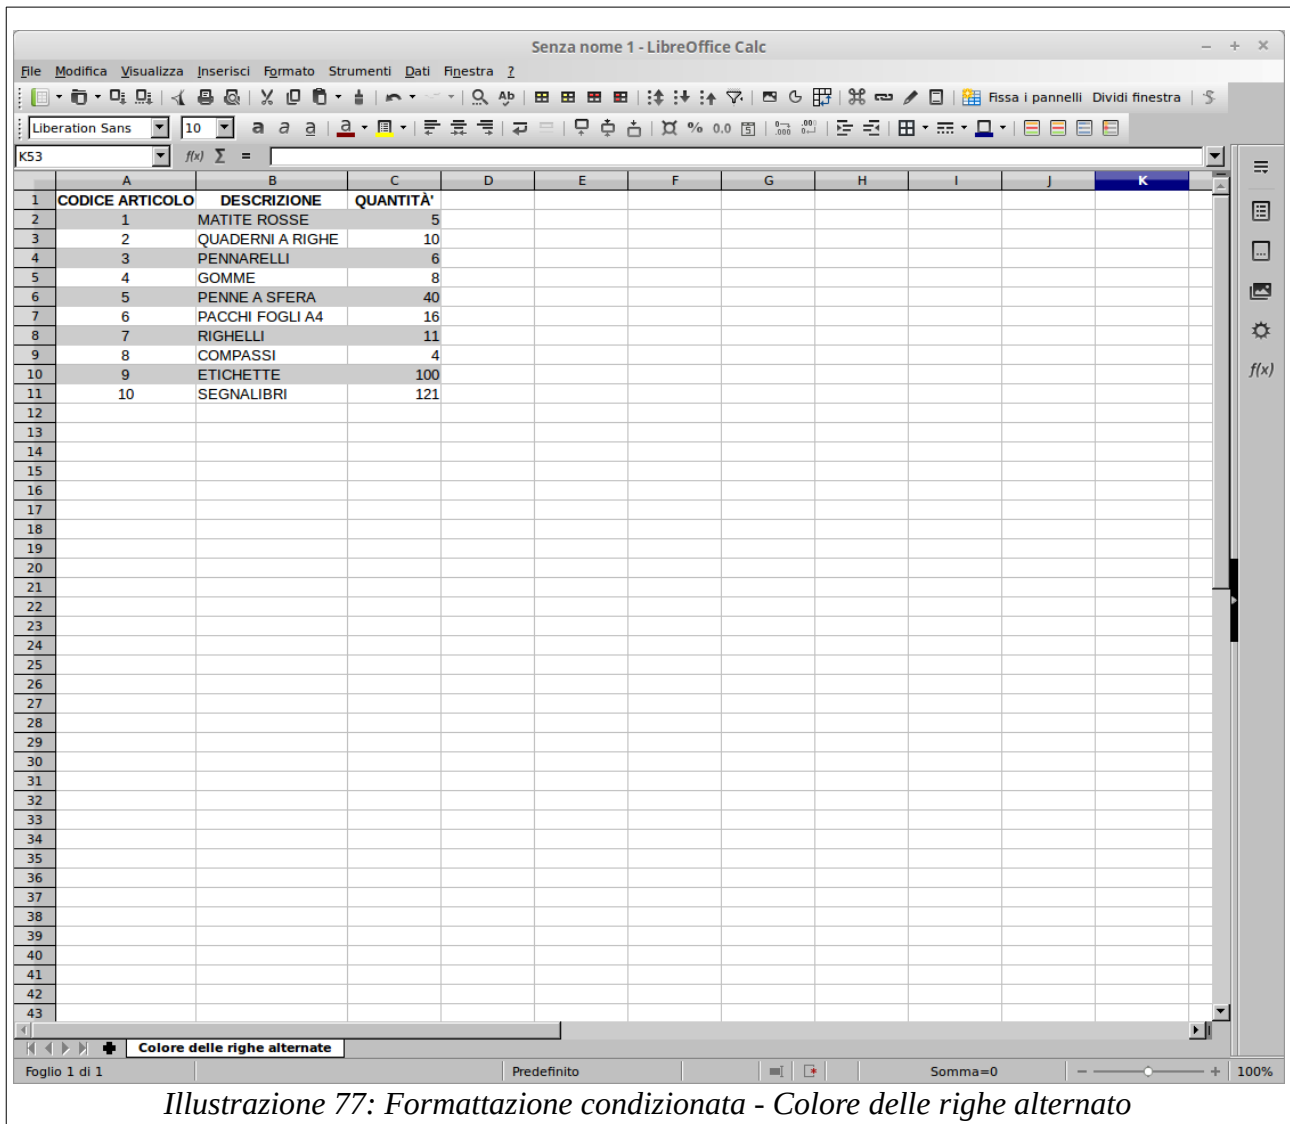 Senza nome 1 - LibreOffice Calc
File Modifica Visualizza Inserisci Formato Strumenti Dati Finestra ?
Fissa i pannelli Dividi finestra
Liberation Sans 10 a a a a % 0.0
K53 f(x) Σ =
A B C D E F G H I J K
1 CODICE ARTICOLO DESCRIZIONE QUANTITÀ'
2 1 MATITE ROSSE 5
3 2 QUADERNI A RIGHE 10
4 3 PENNARELLI 6
5 4 GOMME 8
6 5 PENNE A SFERA 40
7 6 PACCHI FOGLI A4 16
8 7 RIGHELLI 11
9 8 COMPASSI 4
10 9 ETICHETTE 100
11 10 SEGNALIBRI 121
12
13
14
15
16
17
18
19
20
21
22
23
24
25
26
27
28
29
30
31
32
33
34
35
36
37
38
39
40
41
42
43
f(x)
Colore delle righe alternate
Foglio 1 di 1 Predefinito Somma=0 100%
Illustrazione 77: Formattazione condizionata - Colore delle righe alternato